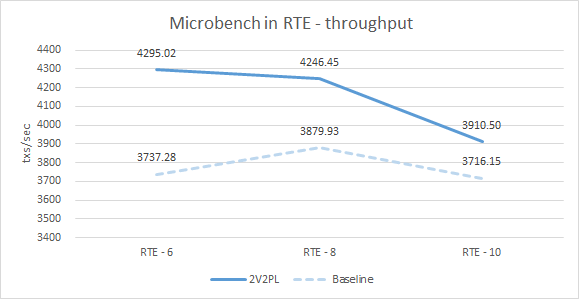 Microbench in RTE - throughput
4400
4300
4200
4100
4000
3900
3800
3700
3600
3500
3400
txs/sec
4295.02
4246.45
3910.50
3737.28
3879.93
3716.15
RTE - 6
RTE - 8
RTE - 10
2V2PL
Baseline